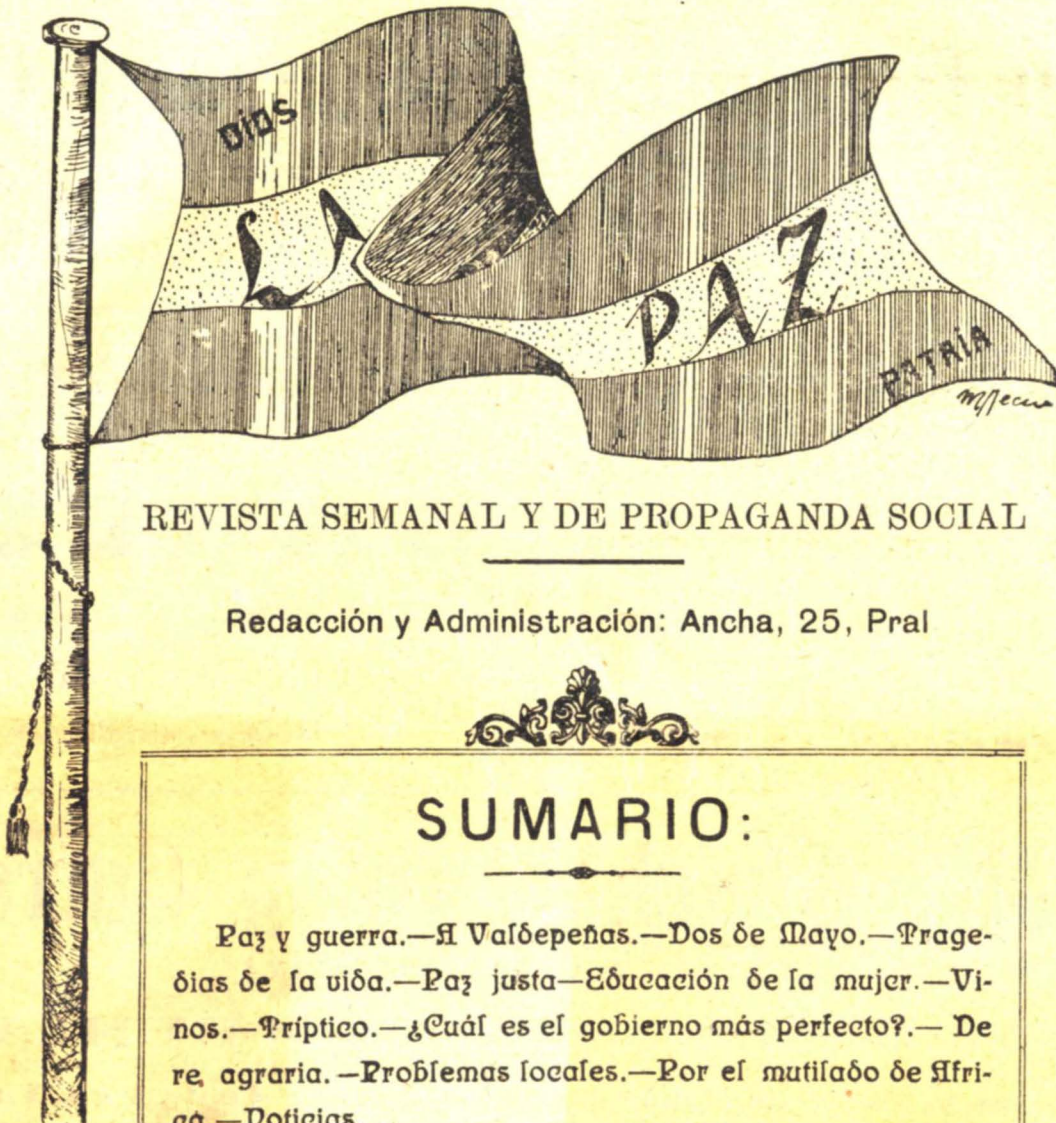 DIOS
LA PAZ
PATRIA
REVISTA SEMANAL Y DE PROPAGANDA SOCIAL
Redacción y Administración: Ancha, 25, Pral
SUMARIO:
Paz y guerra.—A Valdepeñas.—Dos de Mayo.—Trage-
dias de la vida.—Paz justa—Educación de la mujer.—Vi-
nos.—Tríptico.—¿Cuál es el gobierno más perfecto?.— De
re agraria.—Problemas locales.—Por el mutilado de Afri-
ca.—Noticias